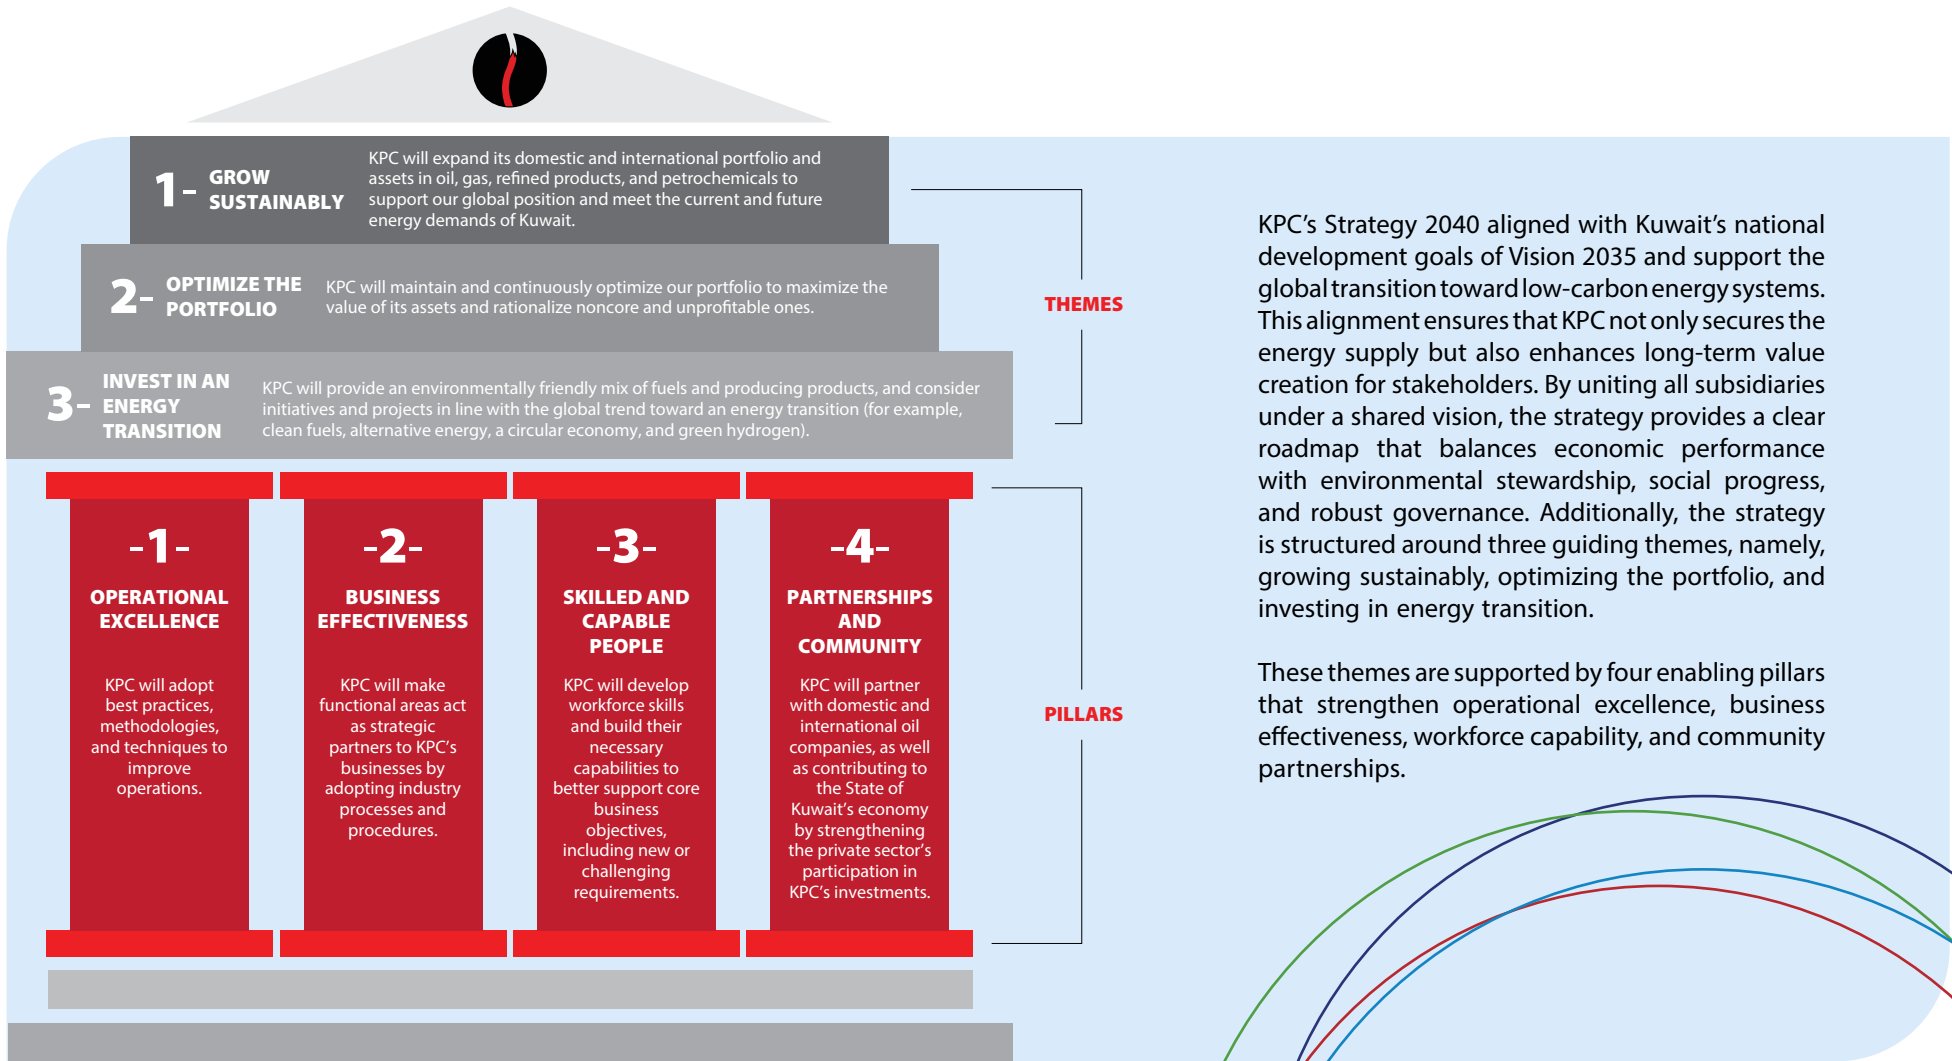 1- GROW
SUSTAINABLY
KPC will expand its domestic and international portfolio and
assets in oil, gas, refined products, and petrochemicals to
support our global position and meet the current and future
energy demands of Kuwait.
2- OPTIMIZE THE
PORTFOLIO
KPC will maintain and continuously optimize our portfolio to maximize the
value of its assets and rationalize noncore and unprofitable ones.
3- INVEST IN AN
ENERGY
TRANSITION
KPC will provide an environmentally friendly mix of fuels and producing products, and consider
initiatives and projects in line with the global trend toward an energy transition (for example,
clean fuels, alternative energy, a circular economy, and green hydrogen).
THEMES
-1-
OPERATIONAL
EXCELLENCE
KPC will adopt
best practices,
methodologies,
and techniques to
improve
operations.
-2-
BUSINESS
EFFECTIVENESS
KPC will make
functional areas act
as strategic
partners to KPC's
businesses by
adopting industry
processes and
procedures.
-3-
SKILLED AND
CAPABLE
PEOPLE
KPC will develop
workforce skills
and build their
necessary
capabilities to
better support core
business
objectives,
including new or
challenging
requirements.
-4-
PARTNERSHIPS
AND
COMMUNITY
KPC will partner
with domestic and
international oil
companies, as well
as contributing to
the State of
Kuwait's economy
by strengthening
the private sector's
participation in
KPC's investments.
PILLARS
KPC's Strategy 2040 aligned with Kuwait's national
development goals of Vision 2035 and support the
global transition toward low-carbon energy systems.
This alignment ensures that KPC not only secures the
energy supply but also enhances long-term value
creation for stakeholders. By uniting all subsidiaries
under a shared vision, the strategy provides a clear
roadmap that balances economic performance
with environmental stewardship, social progress,
and robust governance. Additionally, the strategy
is structured around three guiding themes, namely,
growing sustainably, optimizing the portfolio, and
investing in energy transition.
These themes are supported by four enabling pillars
that strengthen operational excellence, business
effectiveness, workforce capability, and community
partnerships.